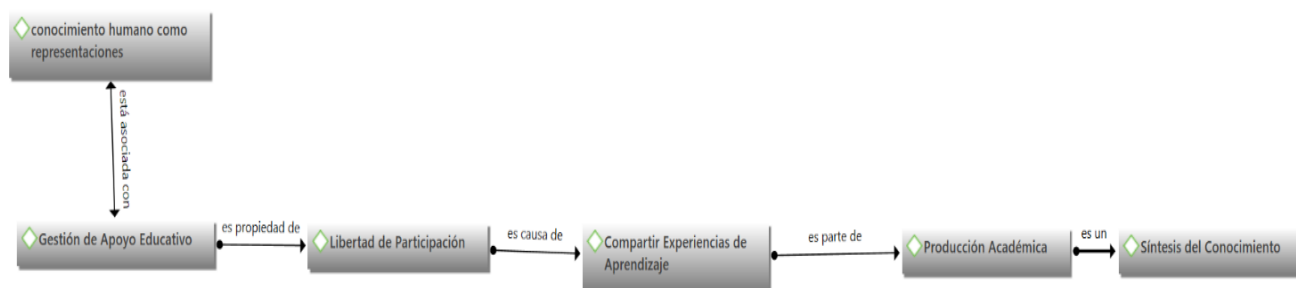 conocimiento humano como
representaciones
está asociada con
Gestión de Apoyo Educativo
es propiedad de
Libertad de Participación
es causa de
Compartir Experiencias de
Aprendizaje
es parte de
Producción Académica
es un
Síntesis del Conocimiento